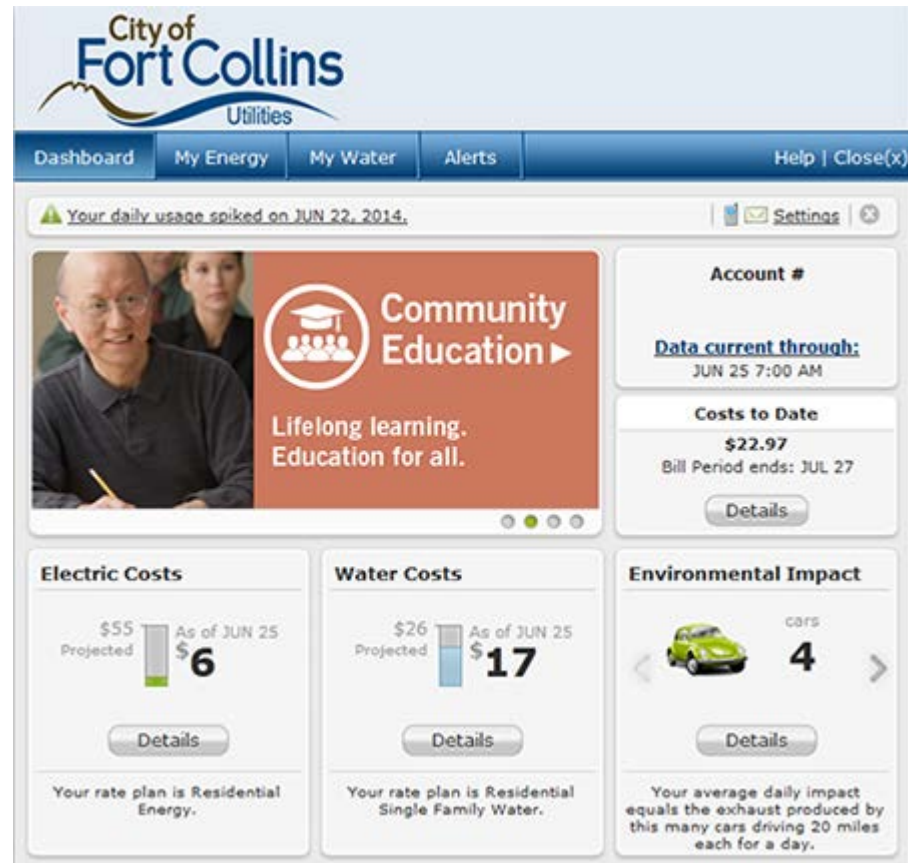 City of
Fort Collins
Utilities
Dashboard My Energy My Water Alerts Help | Close(x)
Your daily usage spiked on JUN 22, 2014. | Settings |
Community
Education
Lifelong learning.
Education for all.
Account #
Data current through:
JUN 25 7:00 AM
Costs to Date
$22.97
Bill Period ends: JUL 27
Details
Electric Costs
$55
Projected
As of JUN 25
$6
Details
Your rate plan is Residential
Energy.
Water Costs
$26
Projected
As of JUN 25
$17
Details
Your rate plan is Residential
Single Family Water.
Environmental Impact
cars
4
Details
Your average daily impact
equals the exhaust produced by
this many cars driving 20 miles
each for a day.